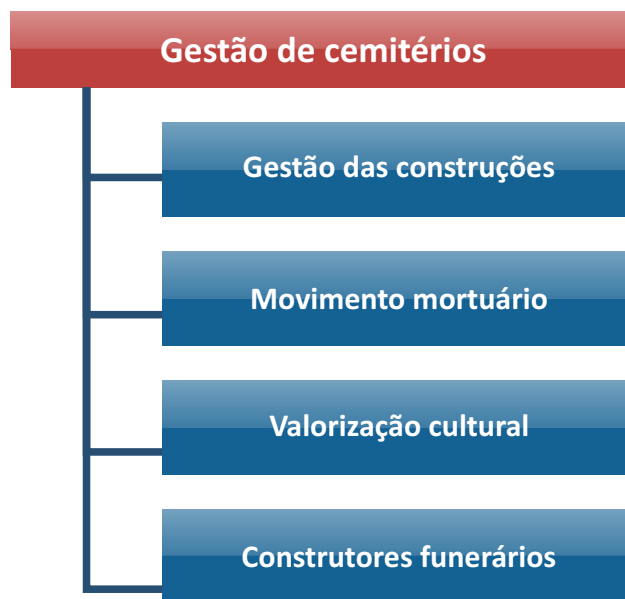 Gestão de cemitérios
Gestão das construções
Movimento mortuário
Valorização cultural
Construtores funerários